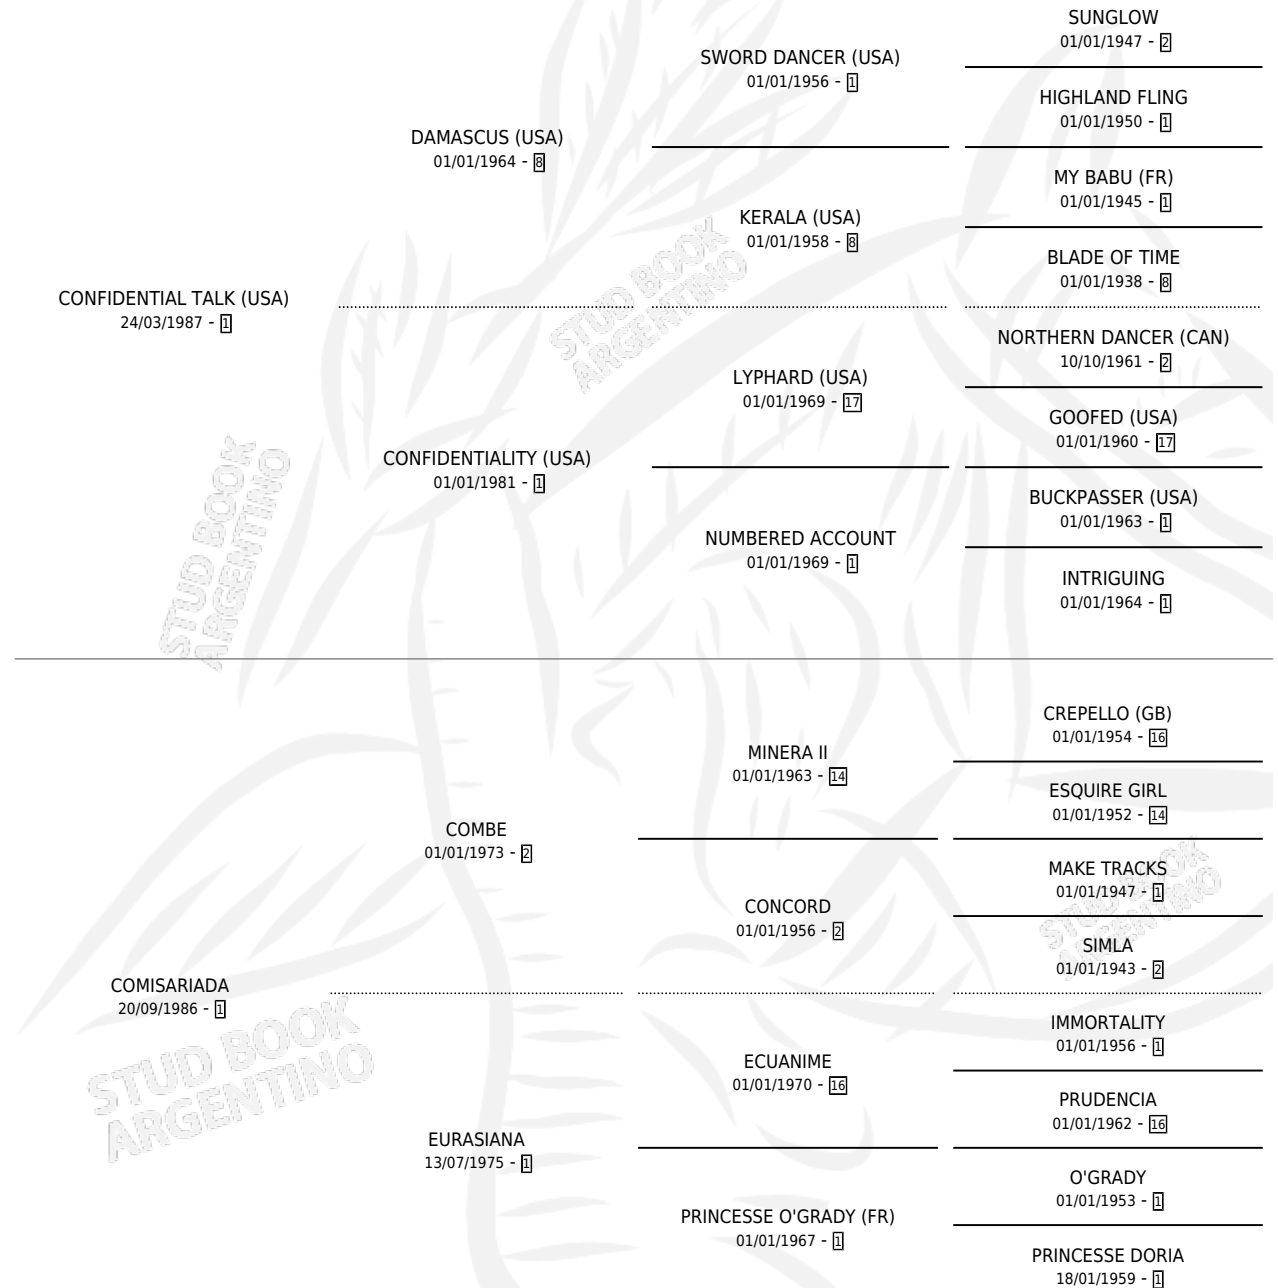 SUNGLOW
01/01/1947 - 2
SWORD DANCER (USA)
01/01/1956 - 1
HIGHLAND FLING
01/01/1950 - 1
DAMASCUS (USA)
01/01/1964 - 8
MY BABU (FR)
01/01/1945 - 1
KERALA (USA)
01/01/1958 - 8
BLADE OF TIME
01/01/1938 - 8
CONFIDENTIAL TALK (USA)
24/03/1987 - 1
NORTHERN DANCER (CAN)
10/10/1961 - 2
LYPHARD (USA)
01/01/1969 - 17
GOOFED (USA)
01/01/1960 - 17
CONFIDENTIALITY (USA)
01/01/1981 - 1
BUCKPASSER (USA)
01/01/1963 - 1
NUMBERED ACCOUNT
01/01/1969 - 1
INTRIGUING
01/01/1964 - 1
CREPELLO (GB)
01/01/1954 - 16
MINERA II
01/01/1963 - 14
ESQUIRE GIRL
01/01/1952 - 14
COMBE
01/01/1973 - 2
MAKE TRACKS
01/01/1947 - 1
CONCORD
01/01/1956 - 2
SIMLA
01/01/1943 - 2
COMISARIADA
20/09/1986 - 1
IMMORTALITY
01/01/1956 - 1
ECUANIME
01/01/1970 - 16
PRUDENCIA
01/01/1962 - 16
EURASIANA
13/07/1975 - 1
O'GRADY
01/01/1953 - 1
PRINCESSE O'GRADY (FR)
01/01/1967 - 1
PRINCESSE DORIA
18/01/1959 - 1
STUD BOOK
ARGENTINO
STUD BOOK
ARGENTINO
STUD BOOK
ARGENTINO
STUD BOOK
ARGENTINO